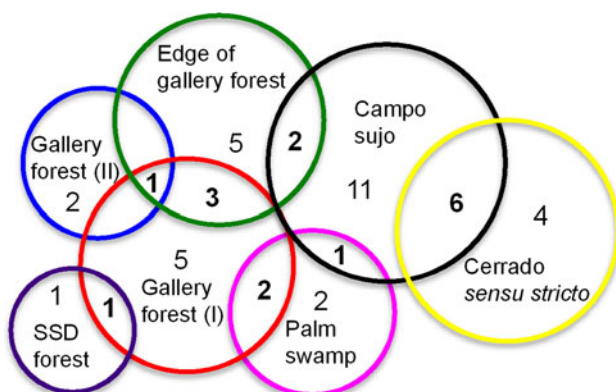 Edge of
gallery forest
5
2
Campo
sujo
11
6
4
Cerrado
sensu stricto
Gallery
forest (II)
2
1
3
5
Gallery
forest (I)
2
1
2
Palm
swamp
1
1
SSD
forest